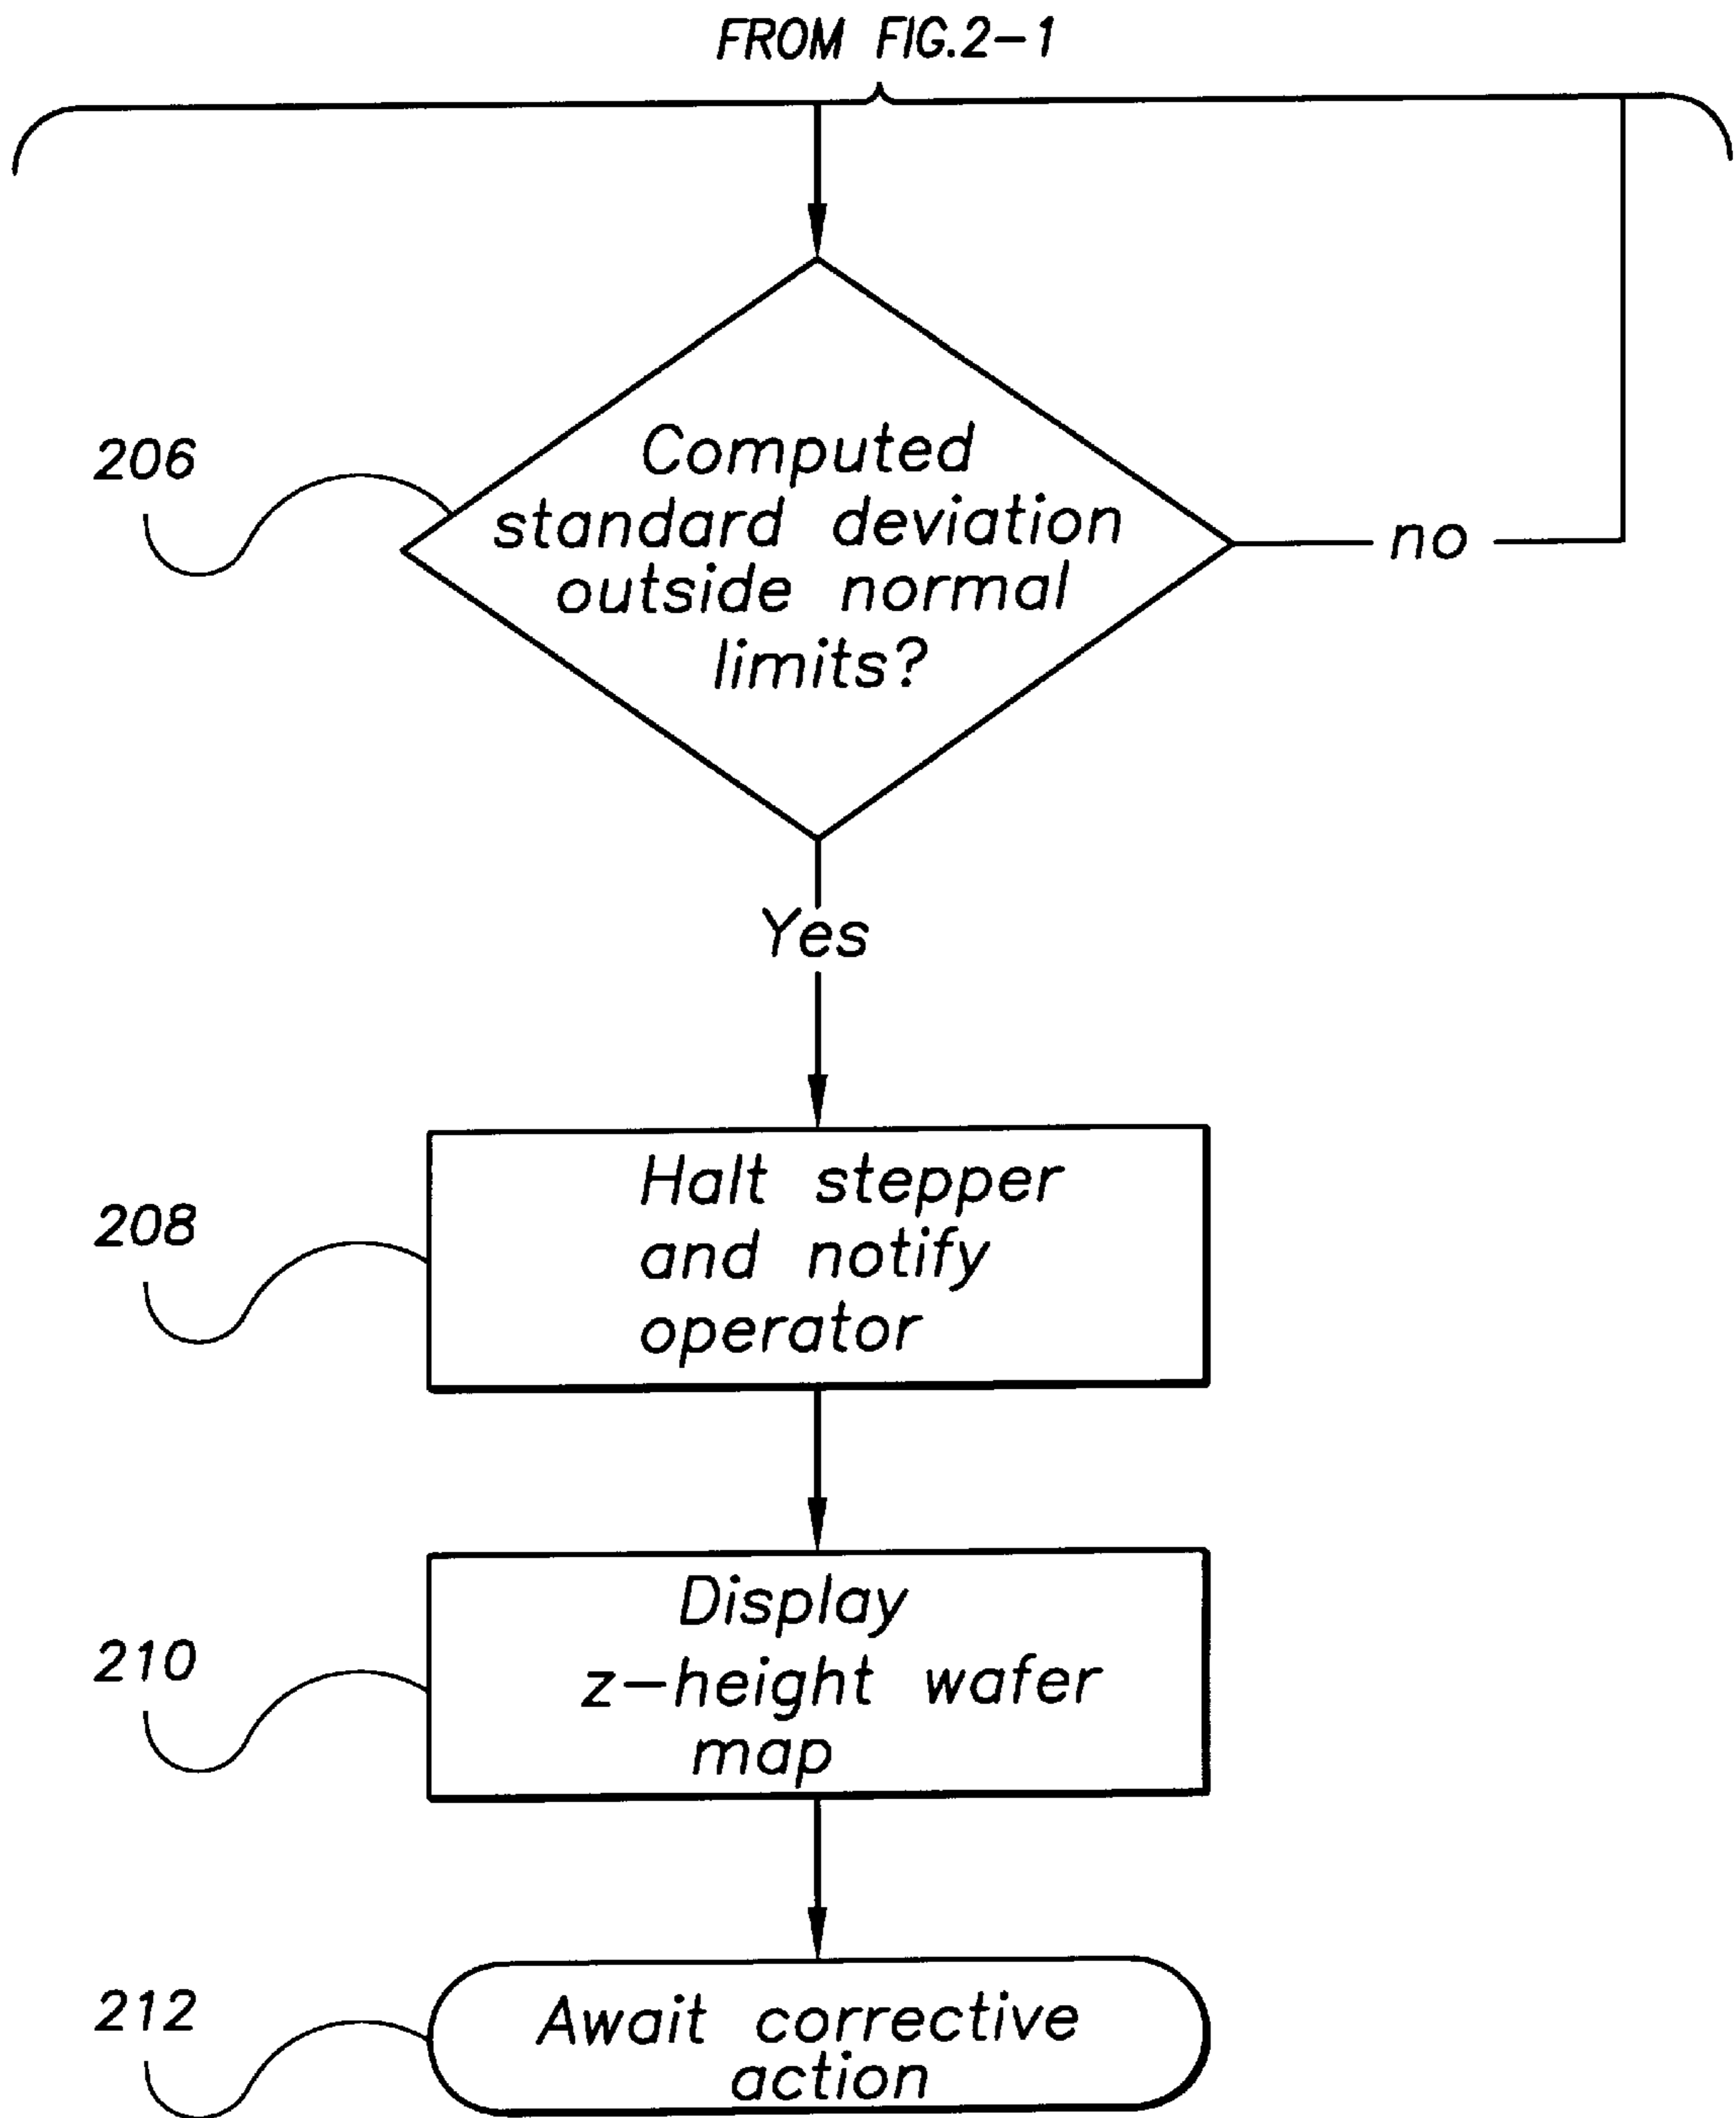 FROM FIG.2-1
206
Computed
standard deviation
outside normal
limits?
no
Yes
208
Halt stepper
and notify
operator
210
Display
z-height wafer
map
212
Await corrective
action